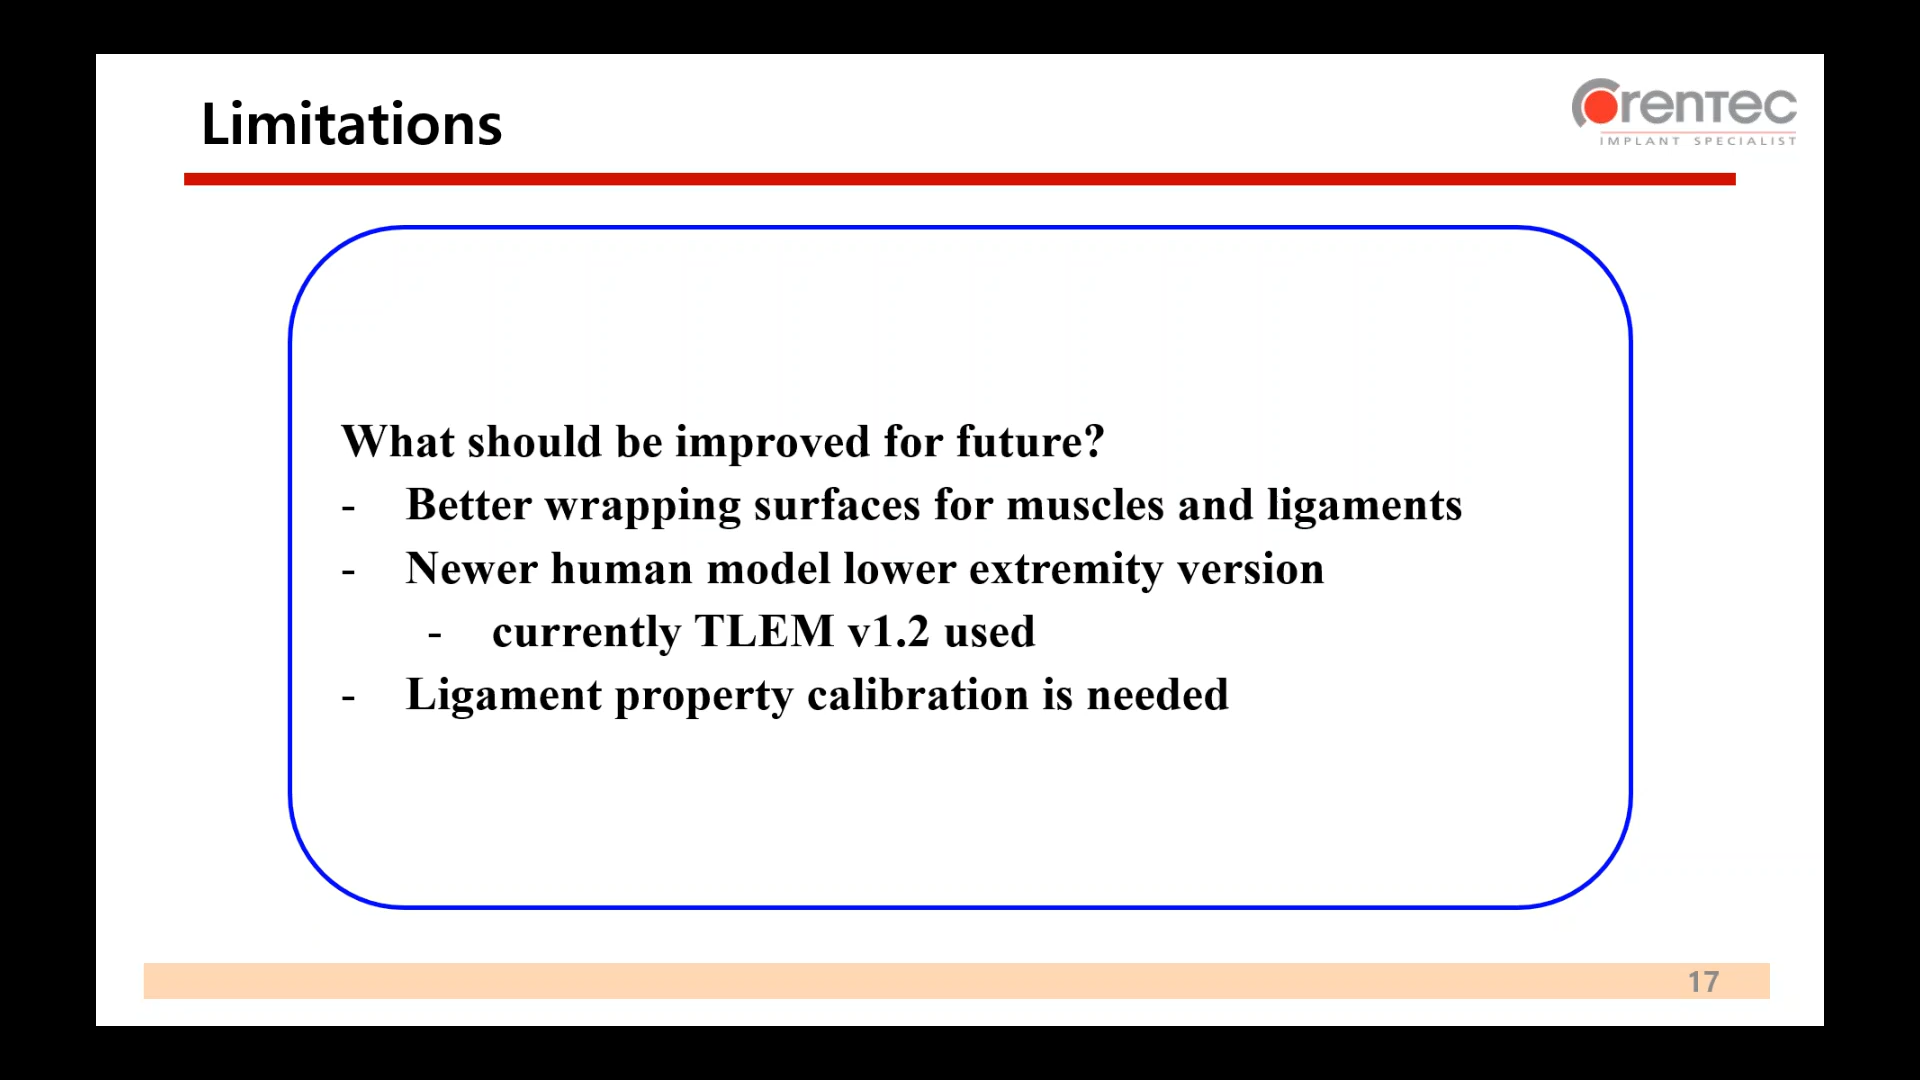 Limitations
orentec
IMPLANT SPECIALIST
What should be improved for future?
- Better wrapping surfaces for muscles and ligaments
- Newer human model lower extremity version
- currently TLEM v1.2 used
- Ligament property calibration is needed
17